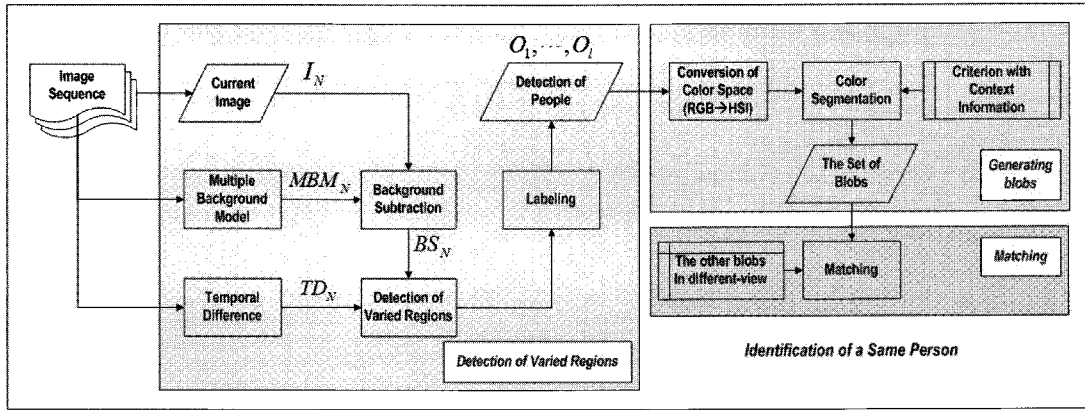 Image
Sequence
Current
Image
I_N
Multiple
Background
Model
MBM_N
Background
Subtraction
BS_N
Temporal
Difference
TD_N
Detection of
Varied Regions
Labeling
O_1, ..., O_l
Detection of
People
Detection of Varied Regions
Conversion of
Color Space
(RGB→HSI)
Color
Segmentation
Criterion with
Context
Information
The Set of
Blobs
Generating
blobs
The other blobs
In different-view
Matching
Matching
Identification of a Same Person